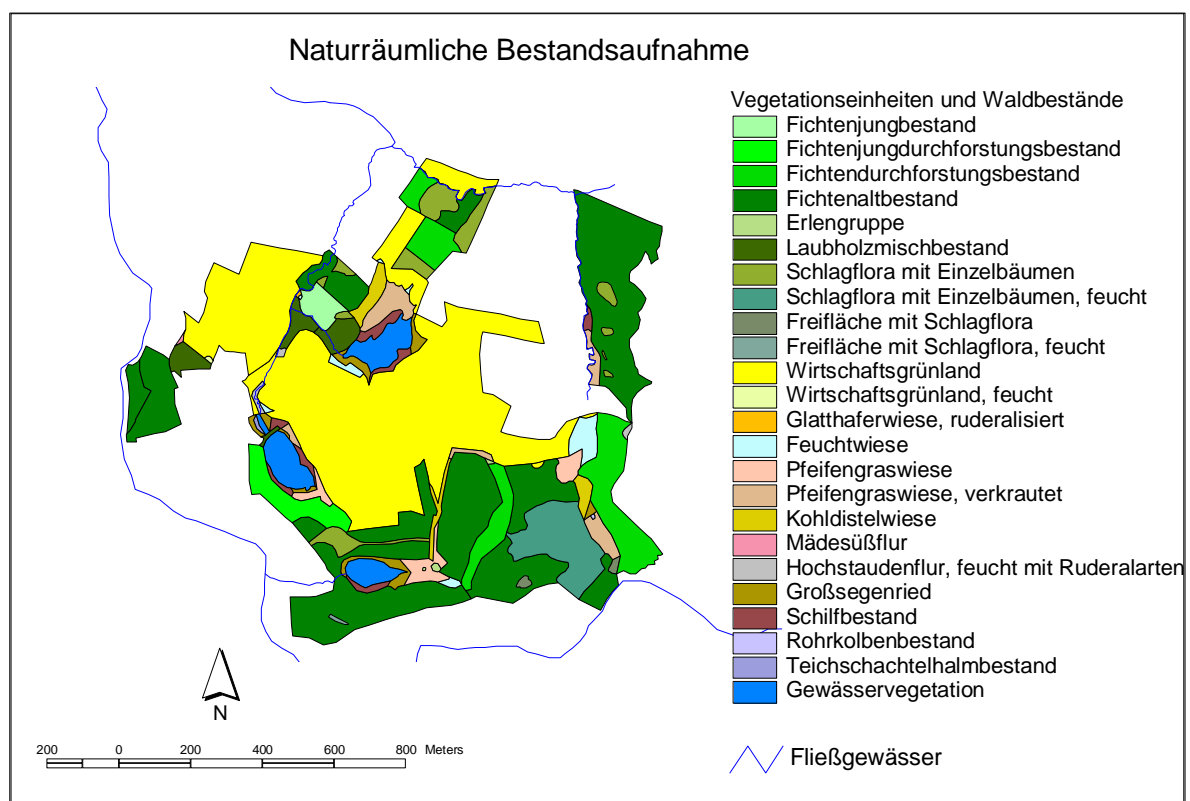 Naturräumliche Bestandsaufnahme
Vegetationseinheiten und Waldbestände
Fichtenjungbestand
Fichtenjungdurchforstungsbestand
Fichtendurchforstungsbestand
Fichtenaltbestand
Erlengruppe
Laubholzmischbestand
Schlagflora mit Einzelbäumen
Schlagflora mit Einzelbäumen, feucht
Freifläche mit Schlagflora
Freifläche mit Schlagflora, feucht
Wirtschaftsgrünland
Wirtschaftsgrünland, feucht
Glatthaferwiese, ruderalisiert
Feuchtwiese
Pfeifengraswiese
Pfeifengraswiese, verkrautet
Kohldistelwiese
Mädesüßflur
Hochstaudenflur, feucht mit Ruderalarten
Großsegenried
Schilfbestand
Rohrkolbenbestand
Teichschachtelhalmbestand
Gewässervegetation
Fließgewässer
N
200 0 200 400 600 800 Meters